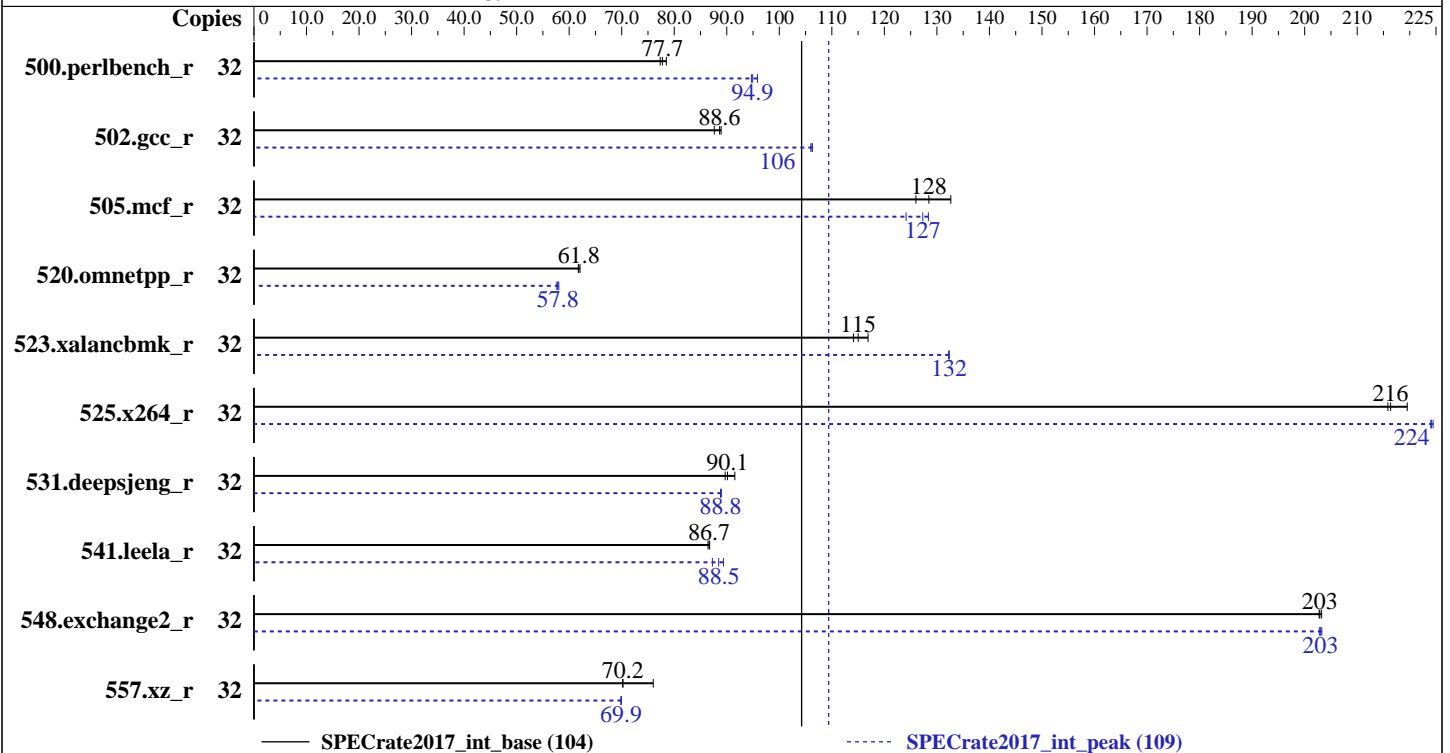 Copies 0 10.0 20.0 30.0 40.0 50.0 60.0 70.0 80.0 90.0 100 110 120 130 140 150 160 170 180 190 200 210 225
77.7
500.perlbench_r 32
94.9
88.6
502.gcc_r 32
106
128
505.mcf_r 32
127
61.8
520.omnetpp_r 32
57.8
115
523.xalancbmk_r 32
132
216
525.x264_r 32
224
90.1
531.deepsjeng_r 32
88.8
86.7
541.leela_r 32
88.5
203
548.exchange2_r 32
203
70.2
557.xz_r 32
69.9
SPECrate2017_int_base (104) SPECrate2017_int_peak (109)